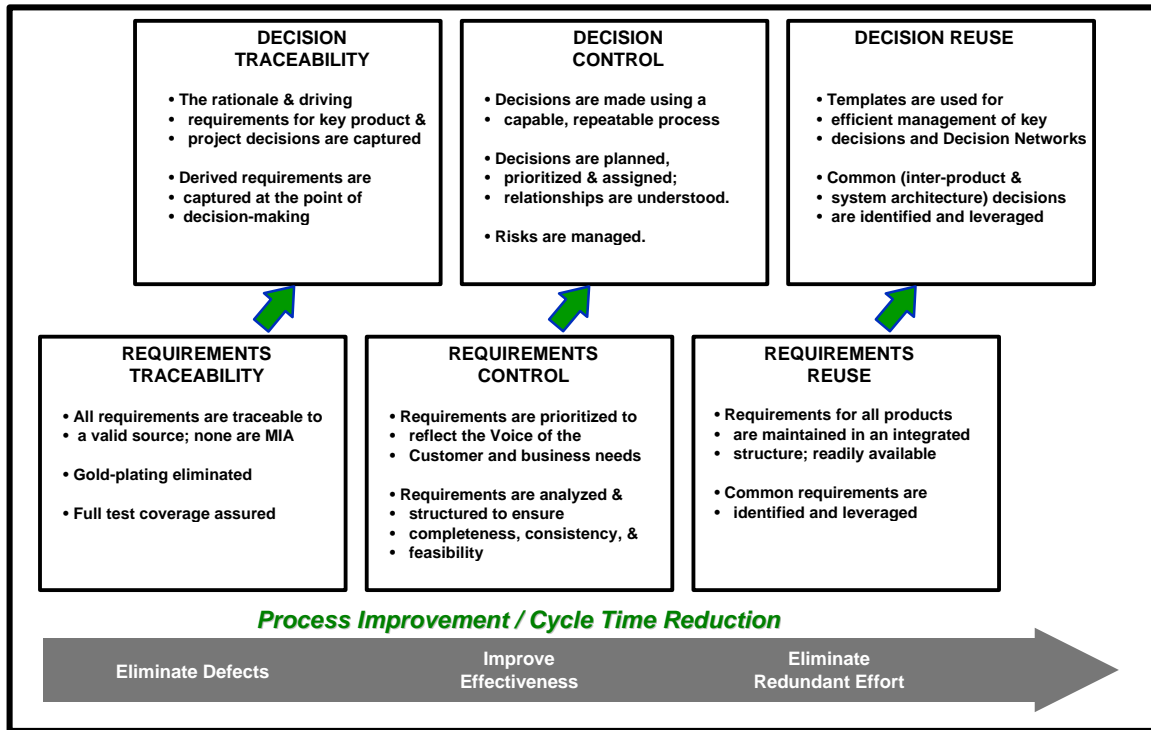 DECISION
TRACEABILITY
• The rationale & driving
• requirements for key product &
• project decisions are captured
• Derived requirements are
• captured at the point of
• decision-making
DECISION
CONTROL
• Decisions are made using a
• capable, repeatable process
• Decisions are planned,
• prioritized & assigned;
• relationships are understood.
• Risks are managed.
DECISION REUSE
• Templates are used for
• efficient management of key
• decisions and Decision Networks
• Common (inter-product &
• system architecture) decisions
• are identified and leveraged
REQUIREMENTS
TRACEABILITY
• All requirements are traceable to
• a valid source; none are MIA
• Gold-plating eliminated
• Full test coverage assured
REQUIREMENTS
CONTROL
• Requirements are prioritized to
• reflect the Voice of the
• Customer and business needs
• Requirements are analyzed &
• structured to ensure
• completeness, consistency, &
• feasibility
REQUIREMENTS
REUSE
• Requirements for all products
• are maintained in an integrated
• structure; readily available
• Common requirements are
• identified and leveraged
Process Improvement / Cycle Time Reduction
Eliminate Defects
Improve
Effectiveness
Eliminate
Redundant Effort